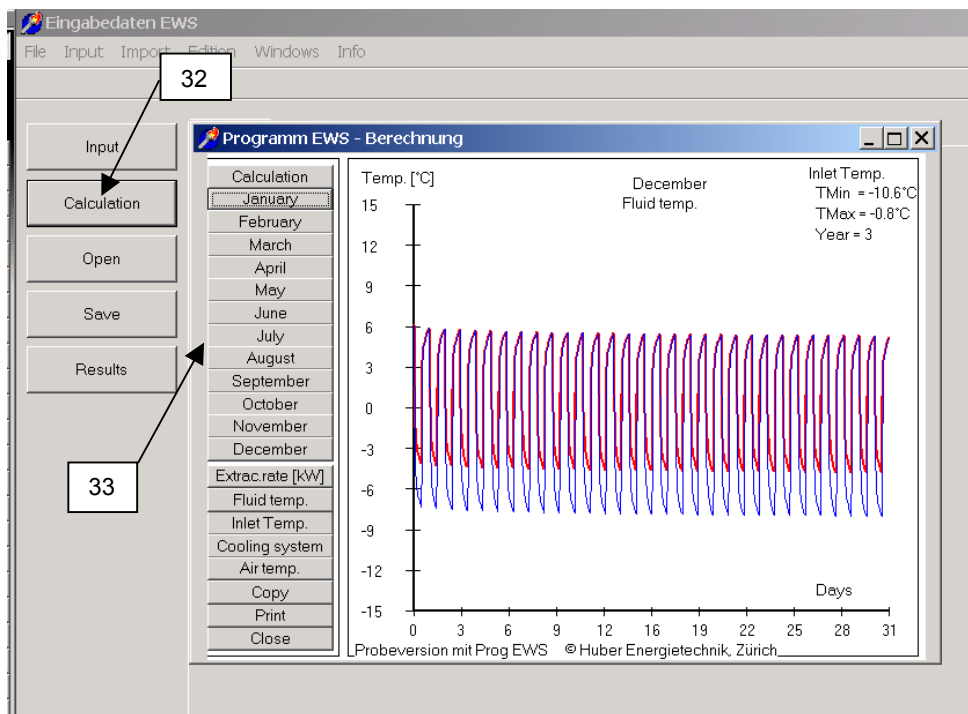 Eingabedaten EWS
File Input Import Edition Windows Info
32
Input
Calculation
Open
Save
Results
33
Programm EWS - Berechnung
Calculation
January
February
March
April
May
June
July
August
September
October
November
December
Extrac.rate [kW]
Fluid temp.
Inlet Temp.
Cooling system
Air temp.
Copy
Print
Close
Temp. [°C]
December
Fluid temp.
Inlet Temp.
TMin = -10.6°C
TMax = -0.8°C
Year = 3
15
12
9
6
3
0
-3
-6
-9
-12
-15
Days
0 3 6 9 12 16 19 22 25 28 31
Probeversion mit Prog EWS © Huber Energietechnik, Zürich